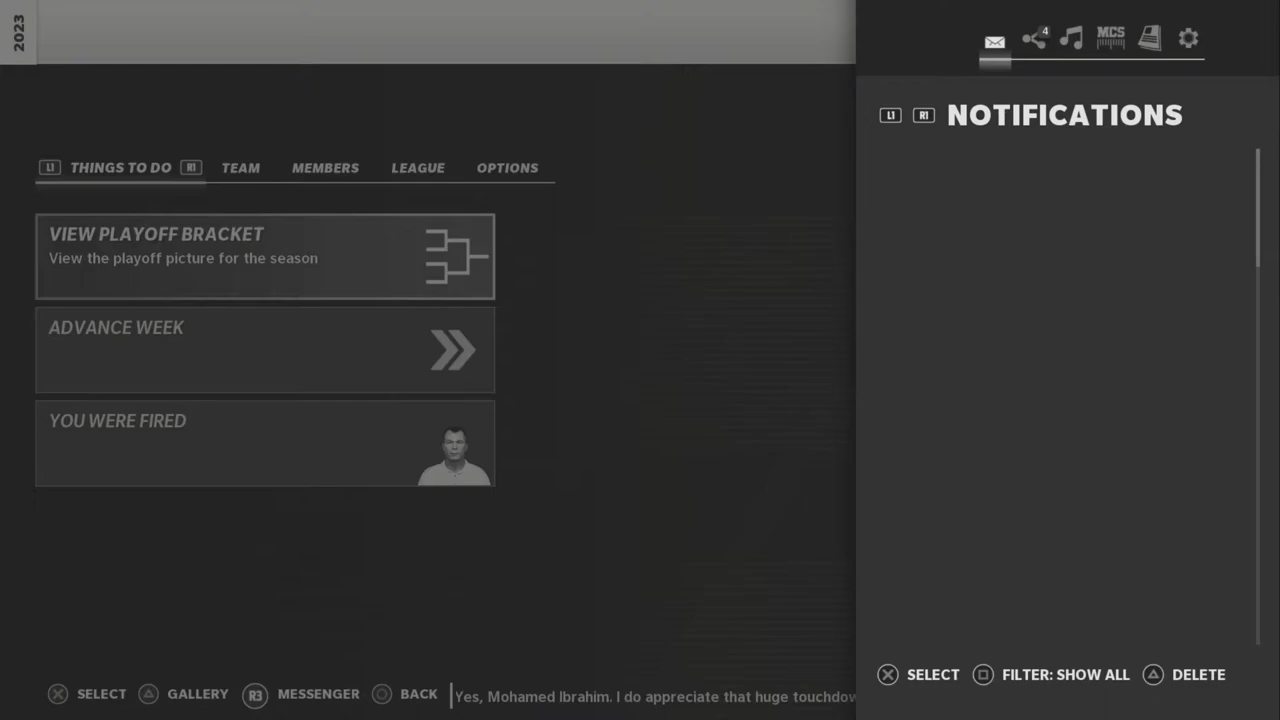 2023
4
MCS
L1 R1 NOTIFICATIONS
L1 THINGS TO DO R1 TEAM MEMBERS LEAGUE OPTIONS
VIEW PLAYOFF BRACKET
View the playoff picture for the season
ADVANCE WEEK
YOU WERE FIRED
SELECT FILTER: SHOW ALL DELETE
SELECT GALLERY R3 MESSENGER BACK Yes, Mohamed Ibrahim. I do appreciate that huge touchdow